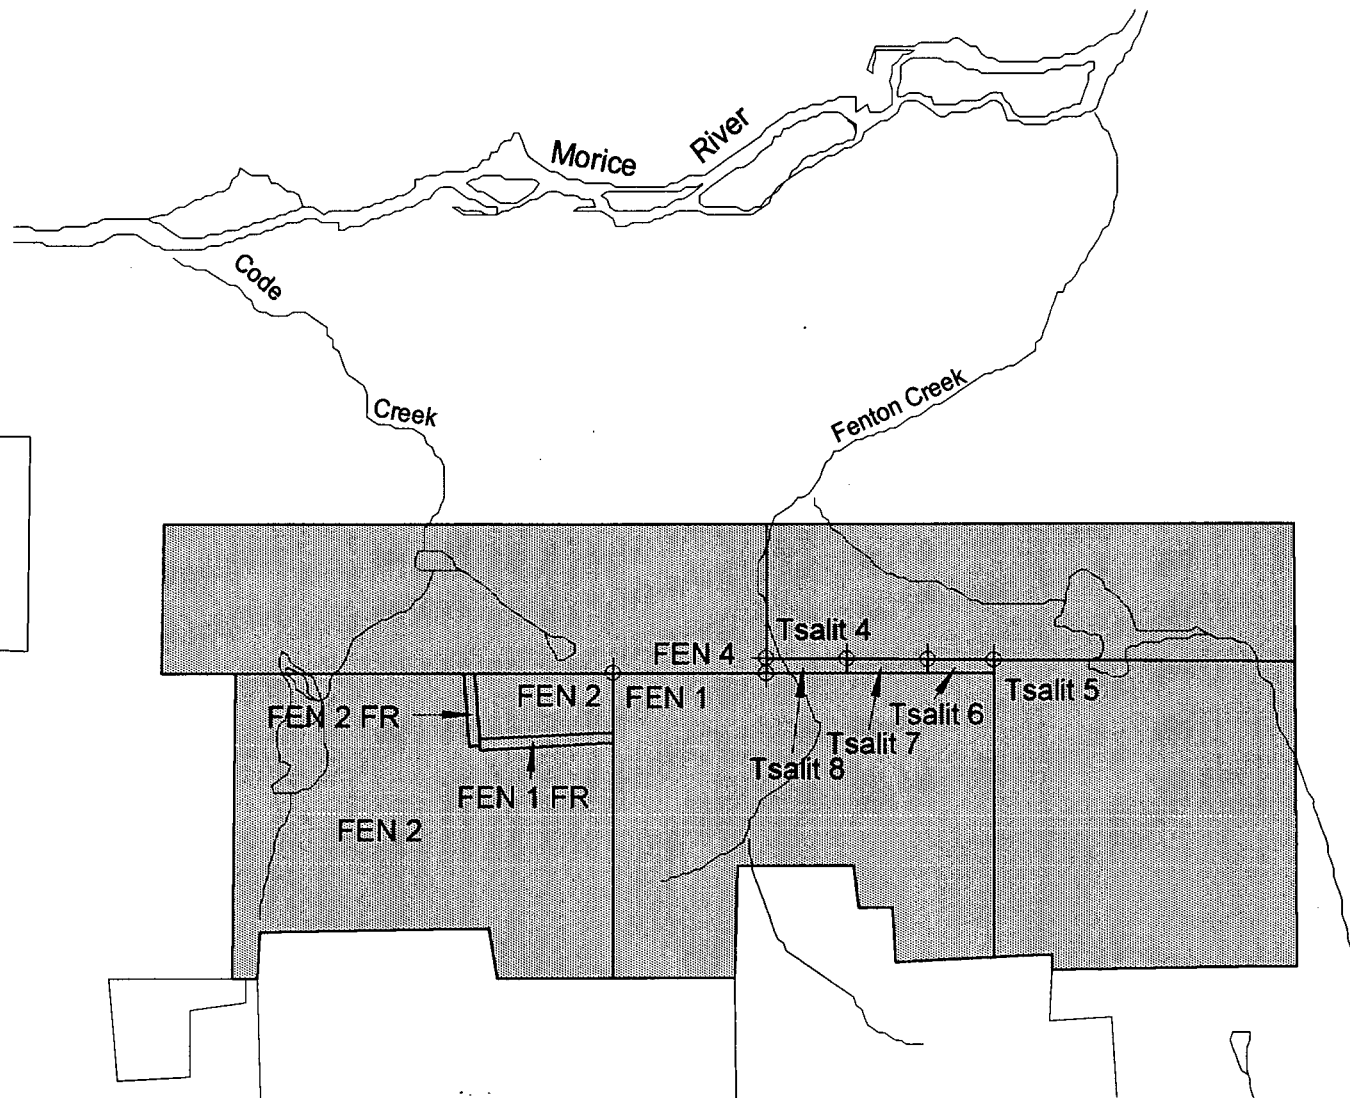 Morice
River
Code
Creek
Fenton Creek
Tsalit 4
FEN 4
FEN 2
FEN 1
Tsalit 5
FEN 2 FR
Tsalit 6
Tsalit 7
Tsalit 8
FEN 1 FR
FEN 2